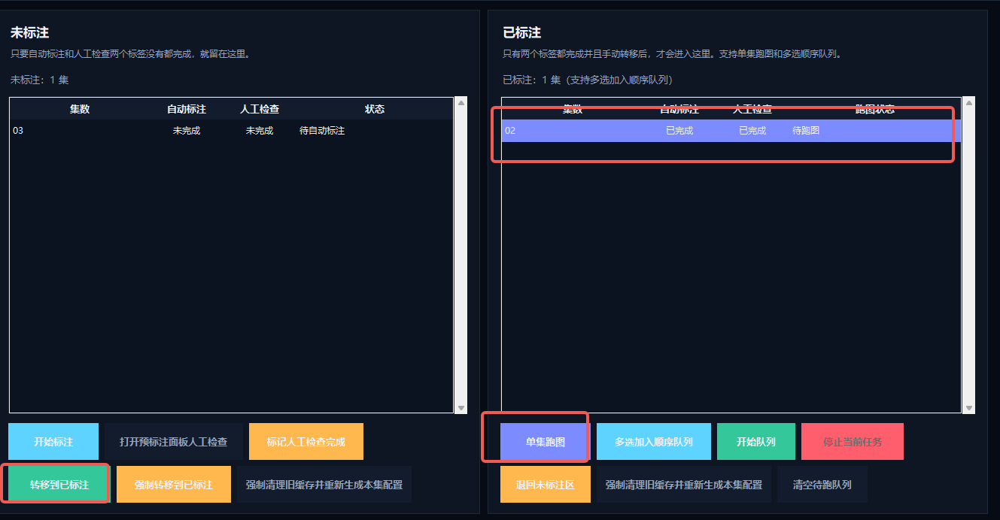 未标注
只要自动标注和人工检查两个标签没有都完成，就留在这里。
未标注：1 集
集数 自动标注 人工检查 状态
03 未完成 未完成 待自动标注
开始标注 打开预标注面板人工检查 标记人工检查完成
转移到已标注 强制转移到已标注 强制清理旧缓存并重新生成本集配置
已标注
只有两个标签都完成并且手动转移后，才会进入这里。支持单集跑图和多选顺序队列。
已标注：1 集（支持多选加入顺序队列）
集数 自动标注 人工检查 跑图状态
02 已完成 已完成 待跑图
单集跑图 多选加入顺序队列 开始队列 停止当前任务
退回未标注区 强制清理旧缓存并重新生成本集配置 清空待跑队列